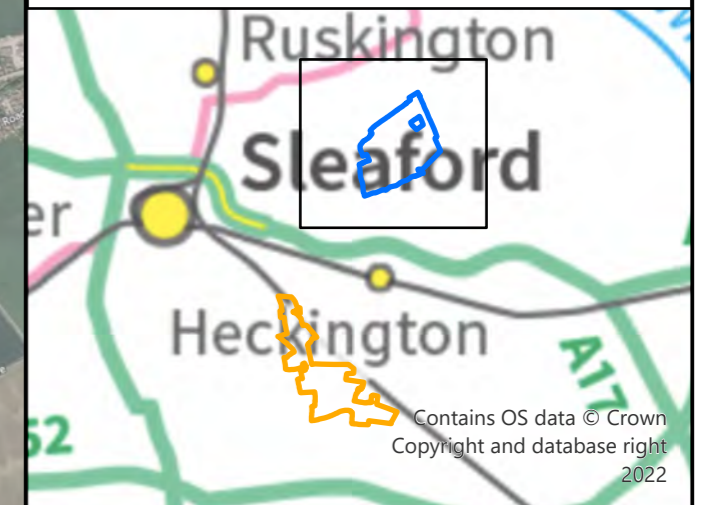 Ruskington
Sleaford
er
Heckington
A17
52
Contains OS data © Crown
Copyright and database right
2022